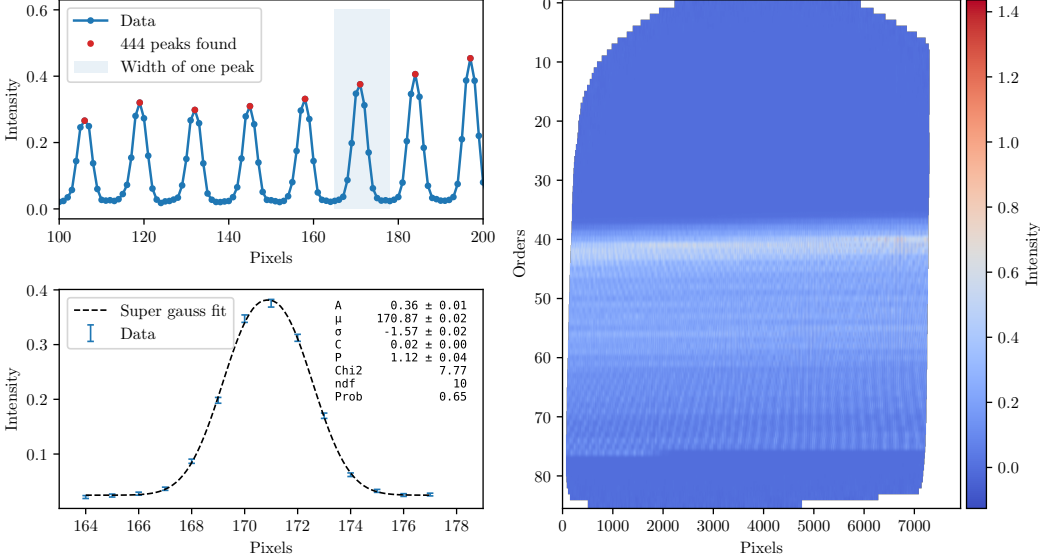 0.6
0.4
0.2
0.0
Intensity
Data
444 peaks found
Width of one peak
100
120
140
160
180
200
Pixels
0.4
0.3
0.2
0.1
Intensity
Super gauss fit
Data
A 0.36 ± 0.01
μ 170.87 ± 0.02
σ -1.57 ± 0.02
C 0.02 ± 0.00
P 1.12 ± 0.04
Chi2 7.77
ndf 10
Prob 0.65
164
166
168
170
172
174
176
178
Pixels
0
10
20
30
40
50
60
70
80
Orders
0
1000
2000
3000
4000
5000
6000
7000
Pixels
1.4
1.2
1.0
0.8
0.6
0.4
0.2
0.0
Intensity